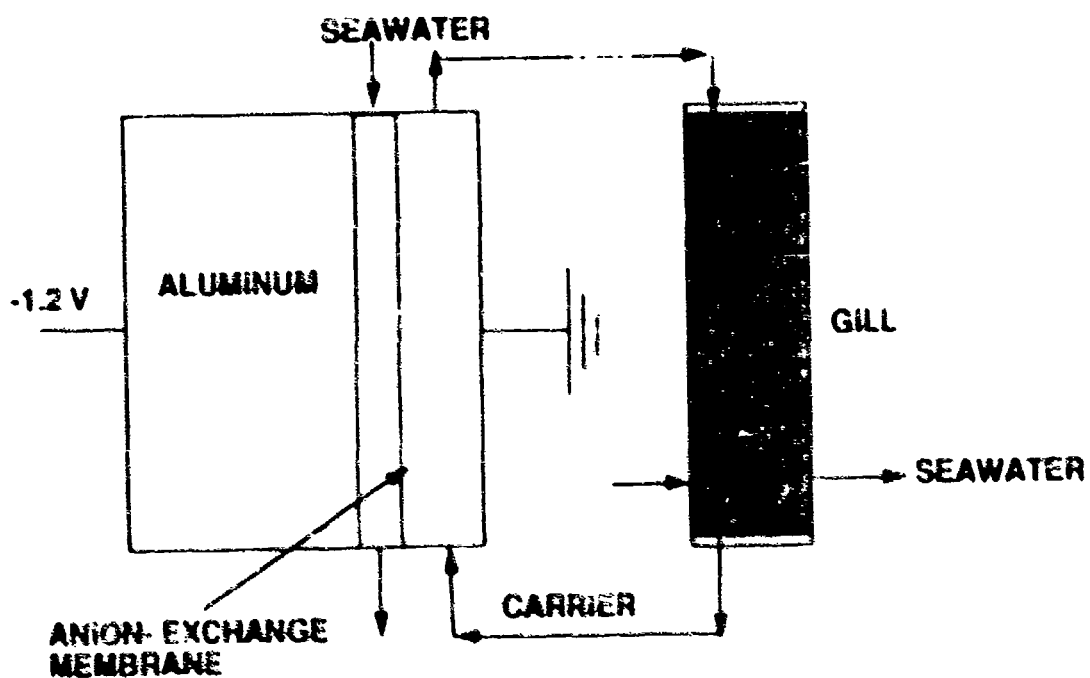 SEAWATER
-1.2 V
ALUMINUM
GILL
SEAWATER
CARRIER
ANION- EXCHANGE
MEMBRANE